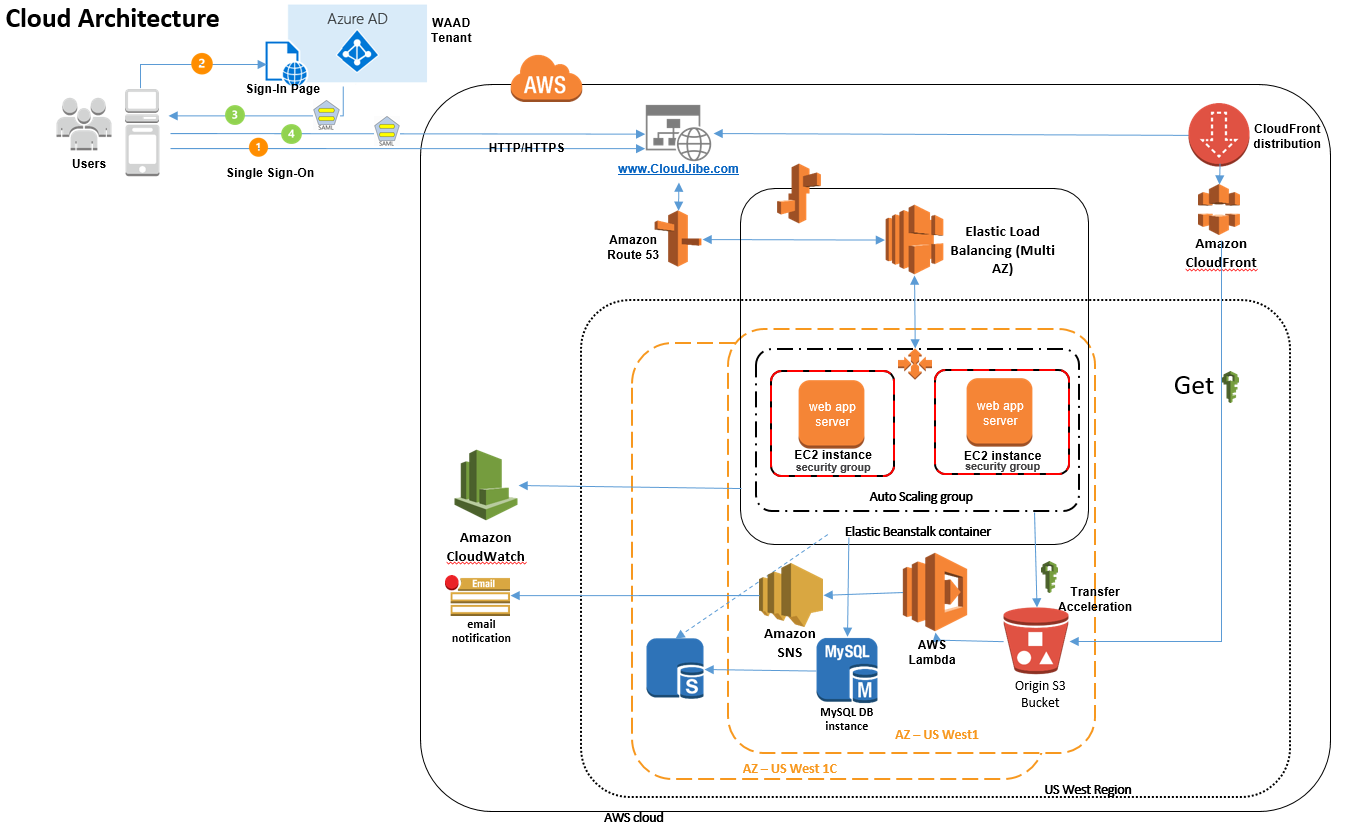 Cloud Architecture
Azure AD
WAAD
Tenant
2
Sign-In Page
AWS
3
SAML
4
SAML
1
HTTP/HTTPS
Users
Single Sign-On
www.CloudJibe.com
CloudFront
distribution
Amazon
Route 53
Elastic Load
Balancing (Multi
AZ)
Amazon
CloudFront
Get
web app
server
EC2 instance
security group
web app
server
EC2 instance
security group
Auto Scaling group
Elastic Beanstalk container
Amazon
CloudWatch
Email
email
notification
Amazon
SNS
AWS
Lambda
Transfer
Acceleration
S
MySQL
M
MySQL DB
instance
Origin S3
Bucket
AZ – US West1
AZ – US West 1C
US West Region
AWS cloud